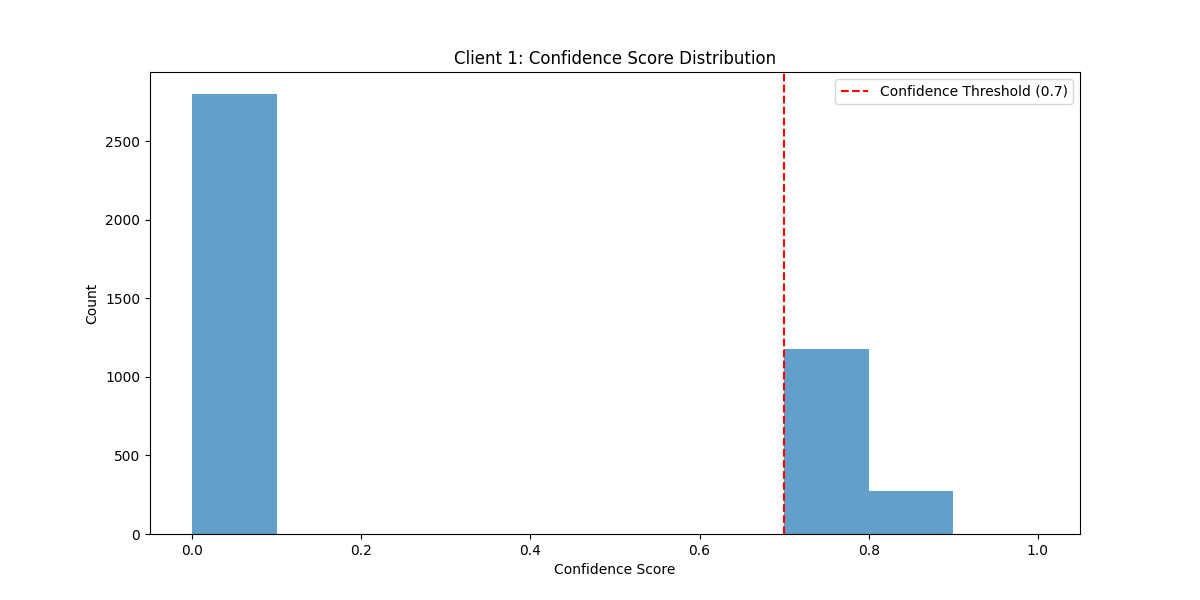 Client 1: Confidence Score Distribution
Confidence Threshold (0.7)
2500
2000
1500
1000
500
0
Count
0.0 0.2 0.4 0.6 0.8 1.0
Confidence Score